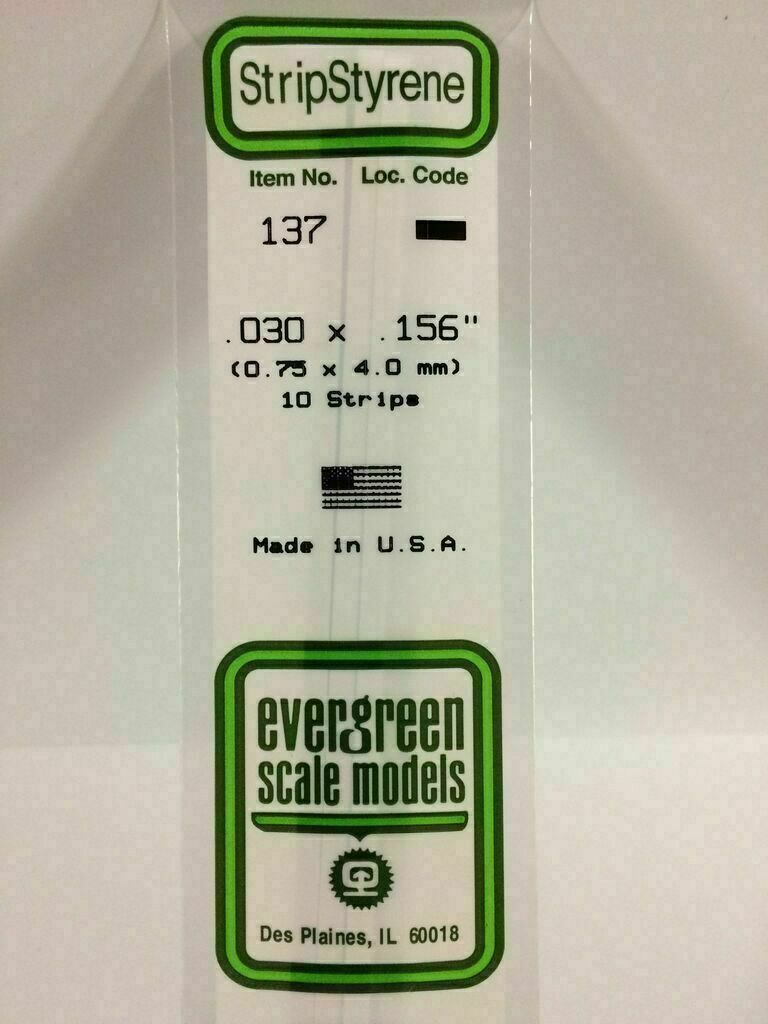 StripStyrene
Item No. Loc. Code
137
.030 x .156"
(0.75 x 4.0 mm)
10 Strips
Made in U.S.A.
evergreen
scale models
Des Plaines, IL 60018